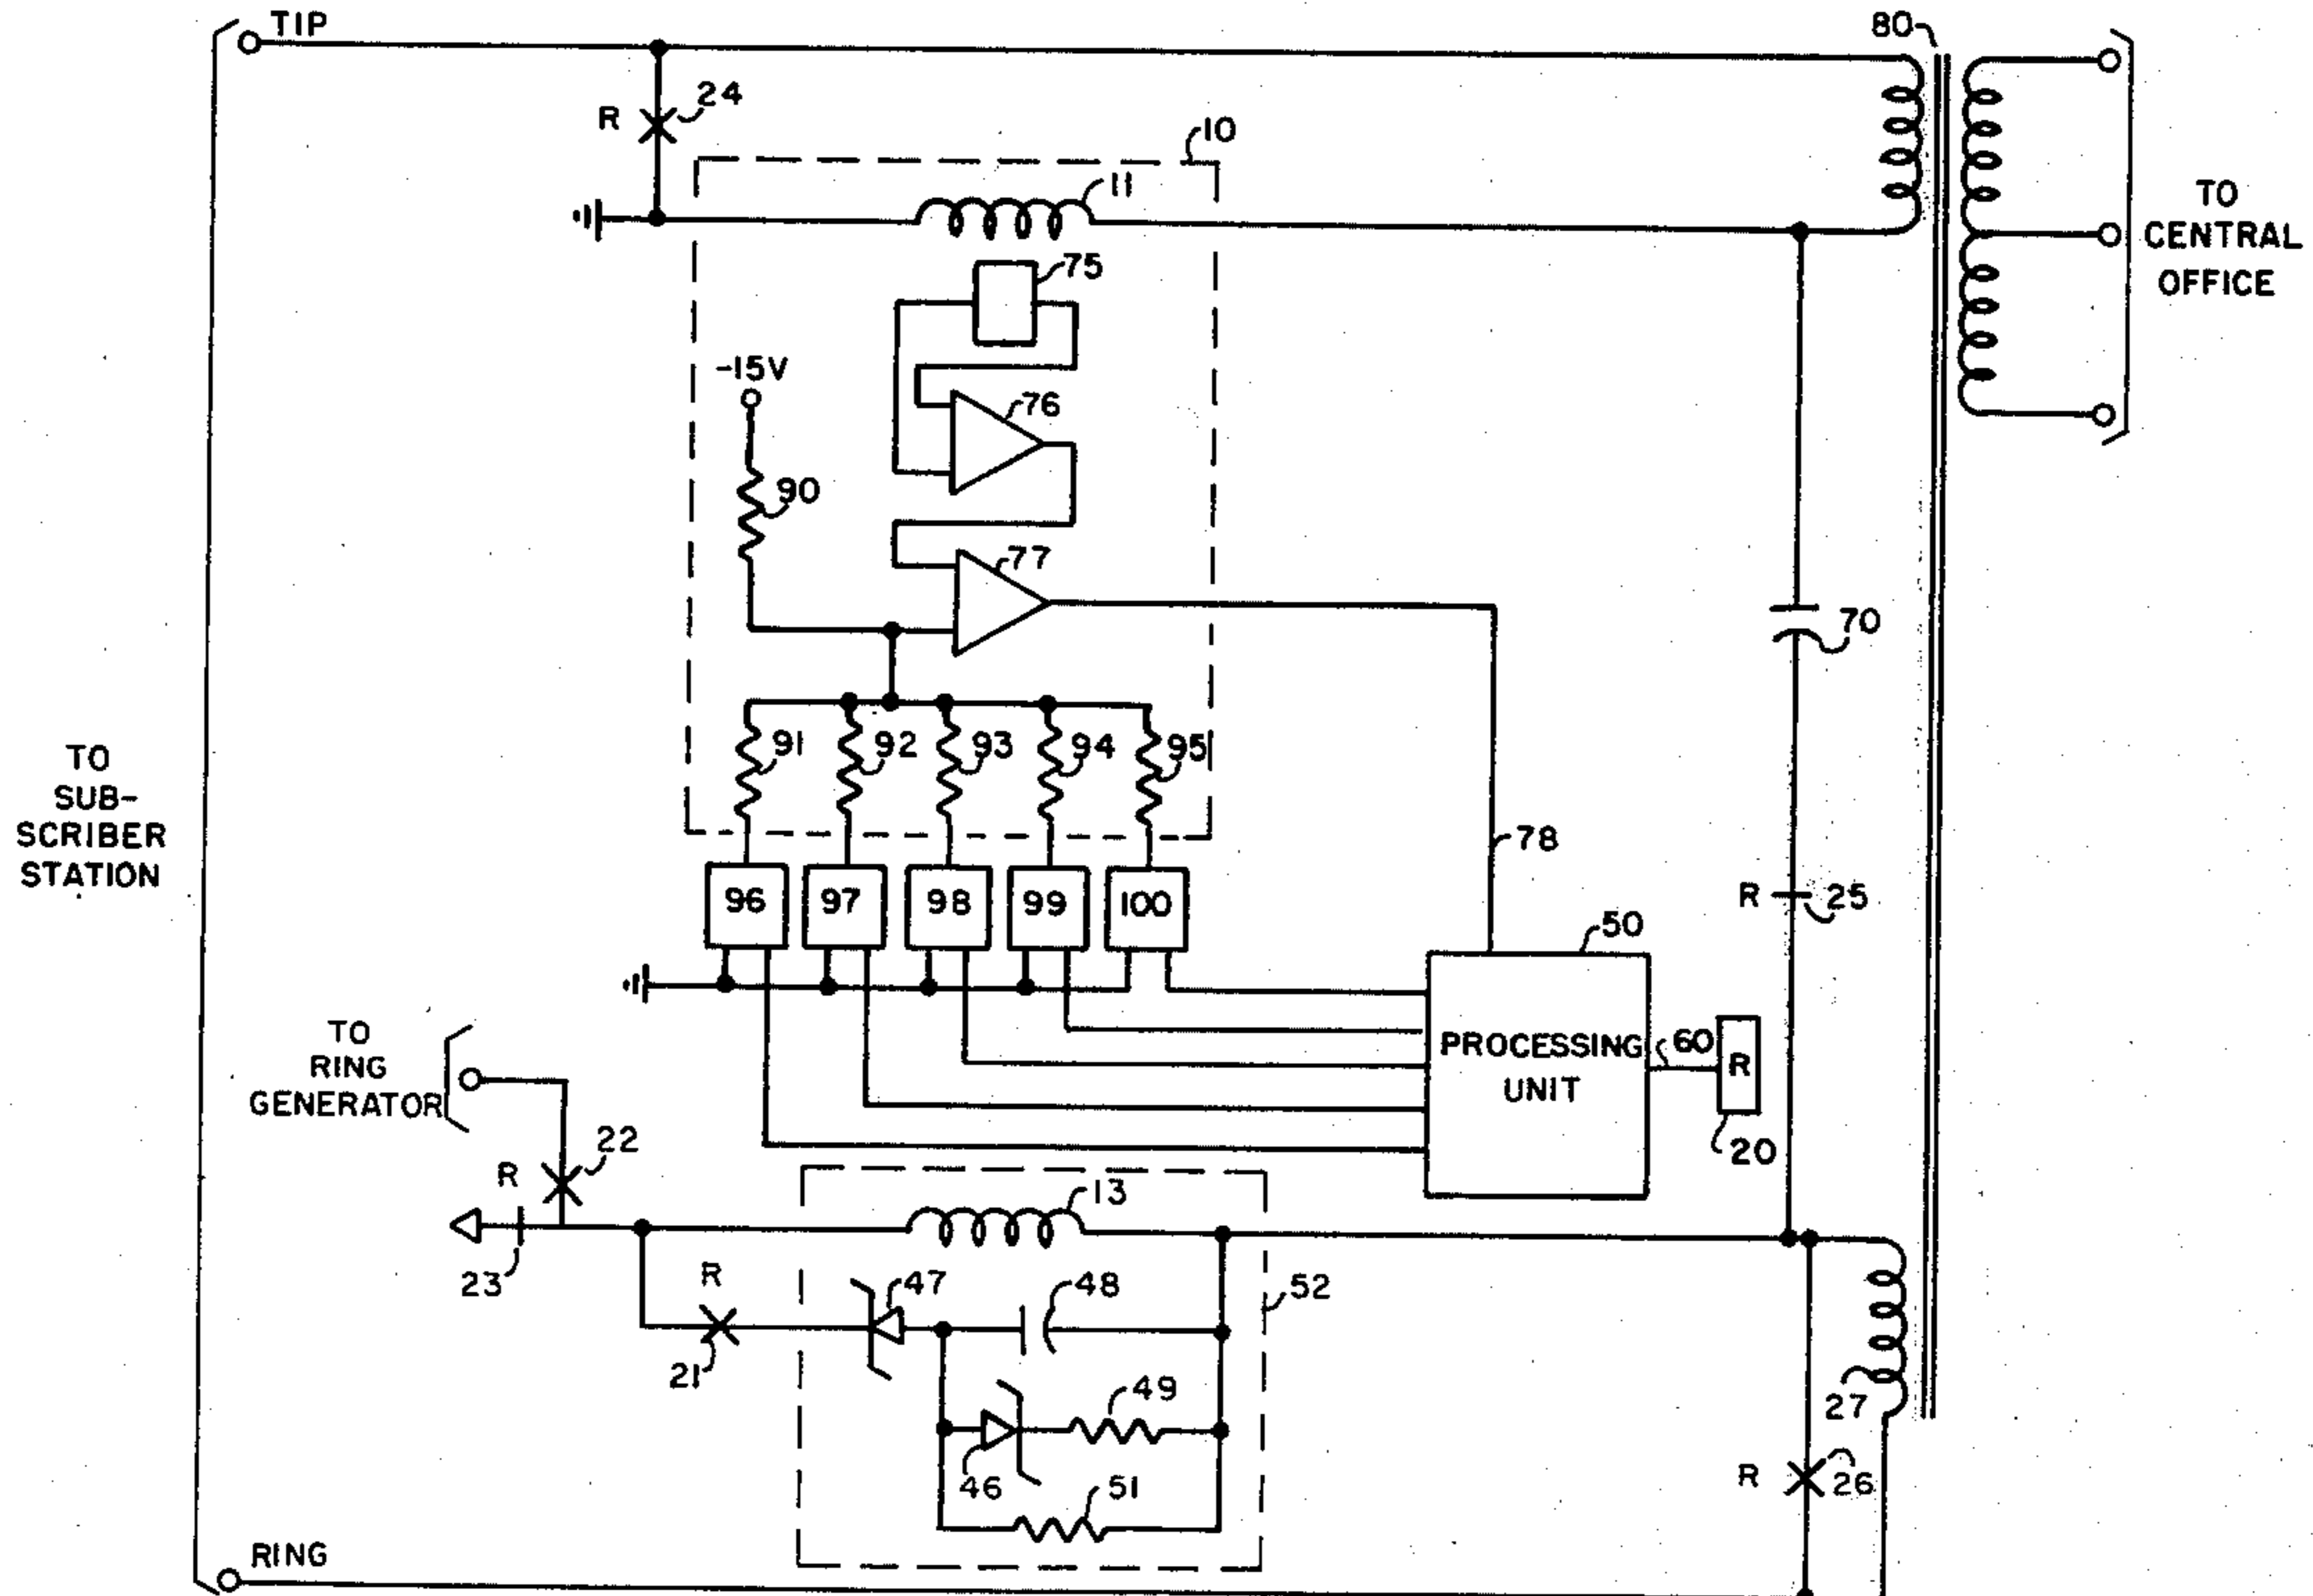 TIP
80
24
R
10
11
TO
CENTRAL
OFFICE
75
-15V
76
90
77
70
91
92
93
94
95
TO
SUB-
SCRIBER
STATION
78
96
97
98
99
100
R
25
50
TO
RING
GENERATOR
PROCESSING
UNIT
60
R
20
22
R
13
23
R
47
48
52
21
49
27
46
51
R
26
RING